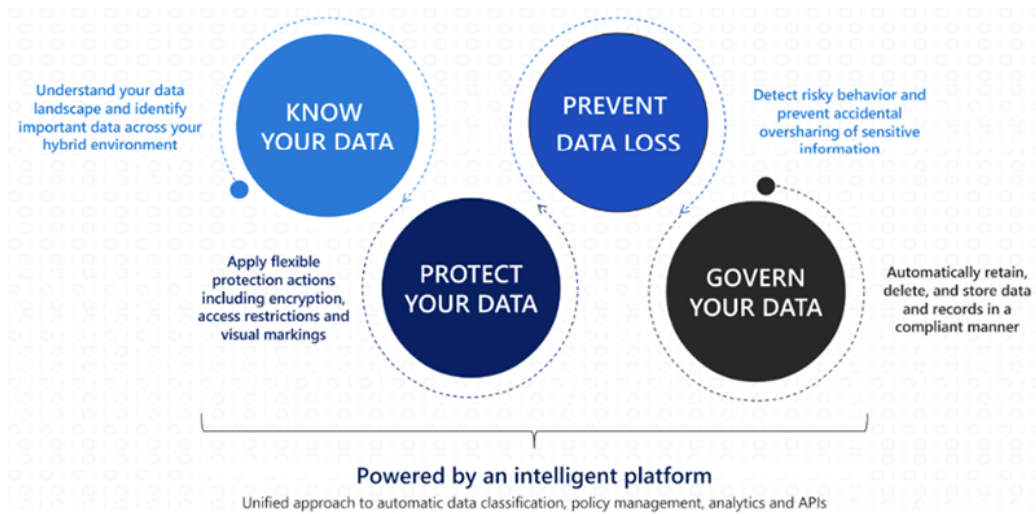 Understand your data
landscape and identify
important data across your
hybrid environment
KNOW
YOUR DATA
PREVENT
DATA LOSS
Detect risky behavior and
prevent accidental
oversharing of sensitive
information
Apply flexible
protection actions
including encryption,
access restrictions and
visual markings
PROTECT
YOUR DATA
GOVERN
YOUR DATA
Automatically retain,
delete, and store data
and records in a
compliant manner
Powered by an intelligent platform
Unified approach to automatic data classification, policy management, analytics and APIs